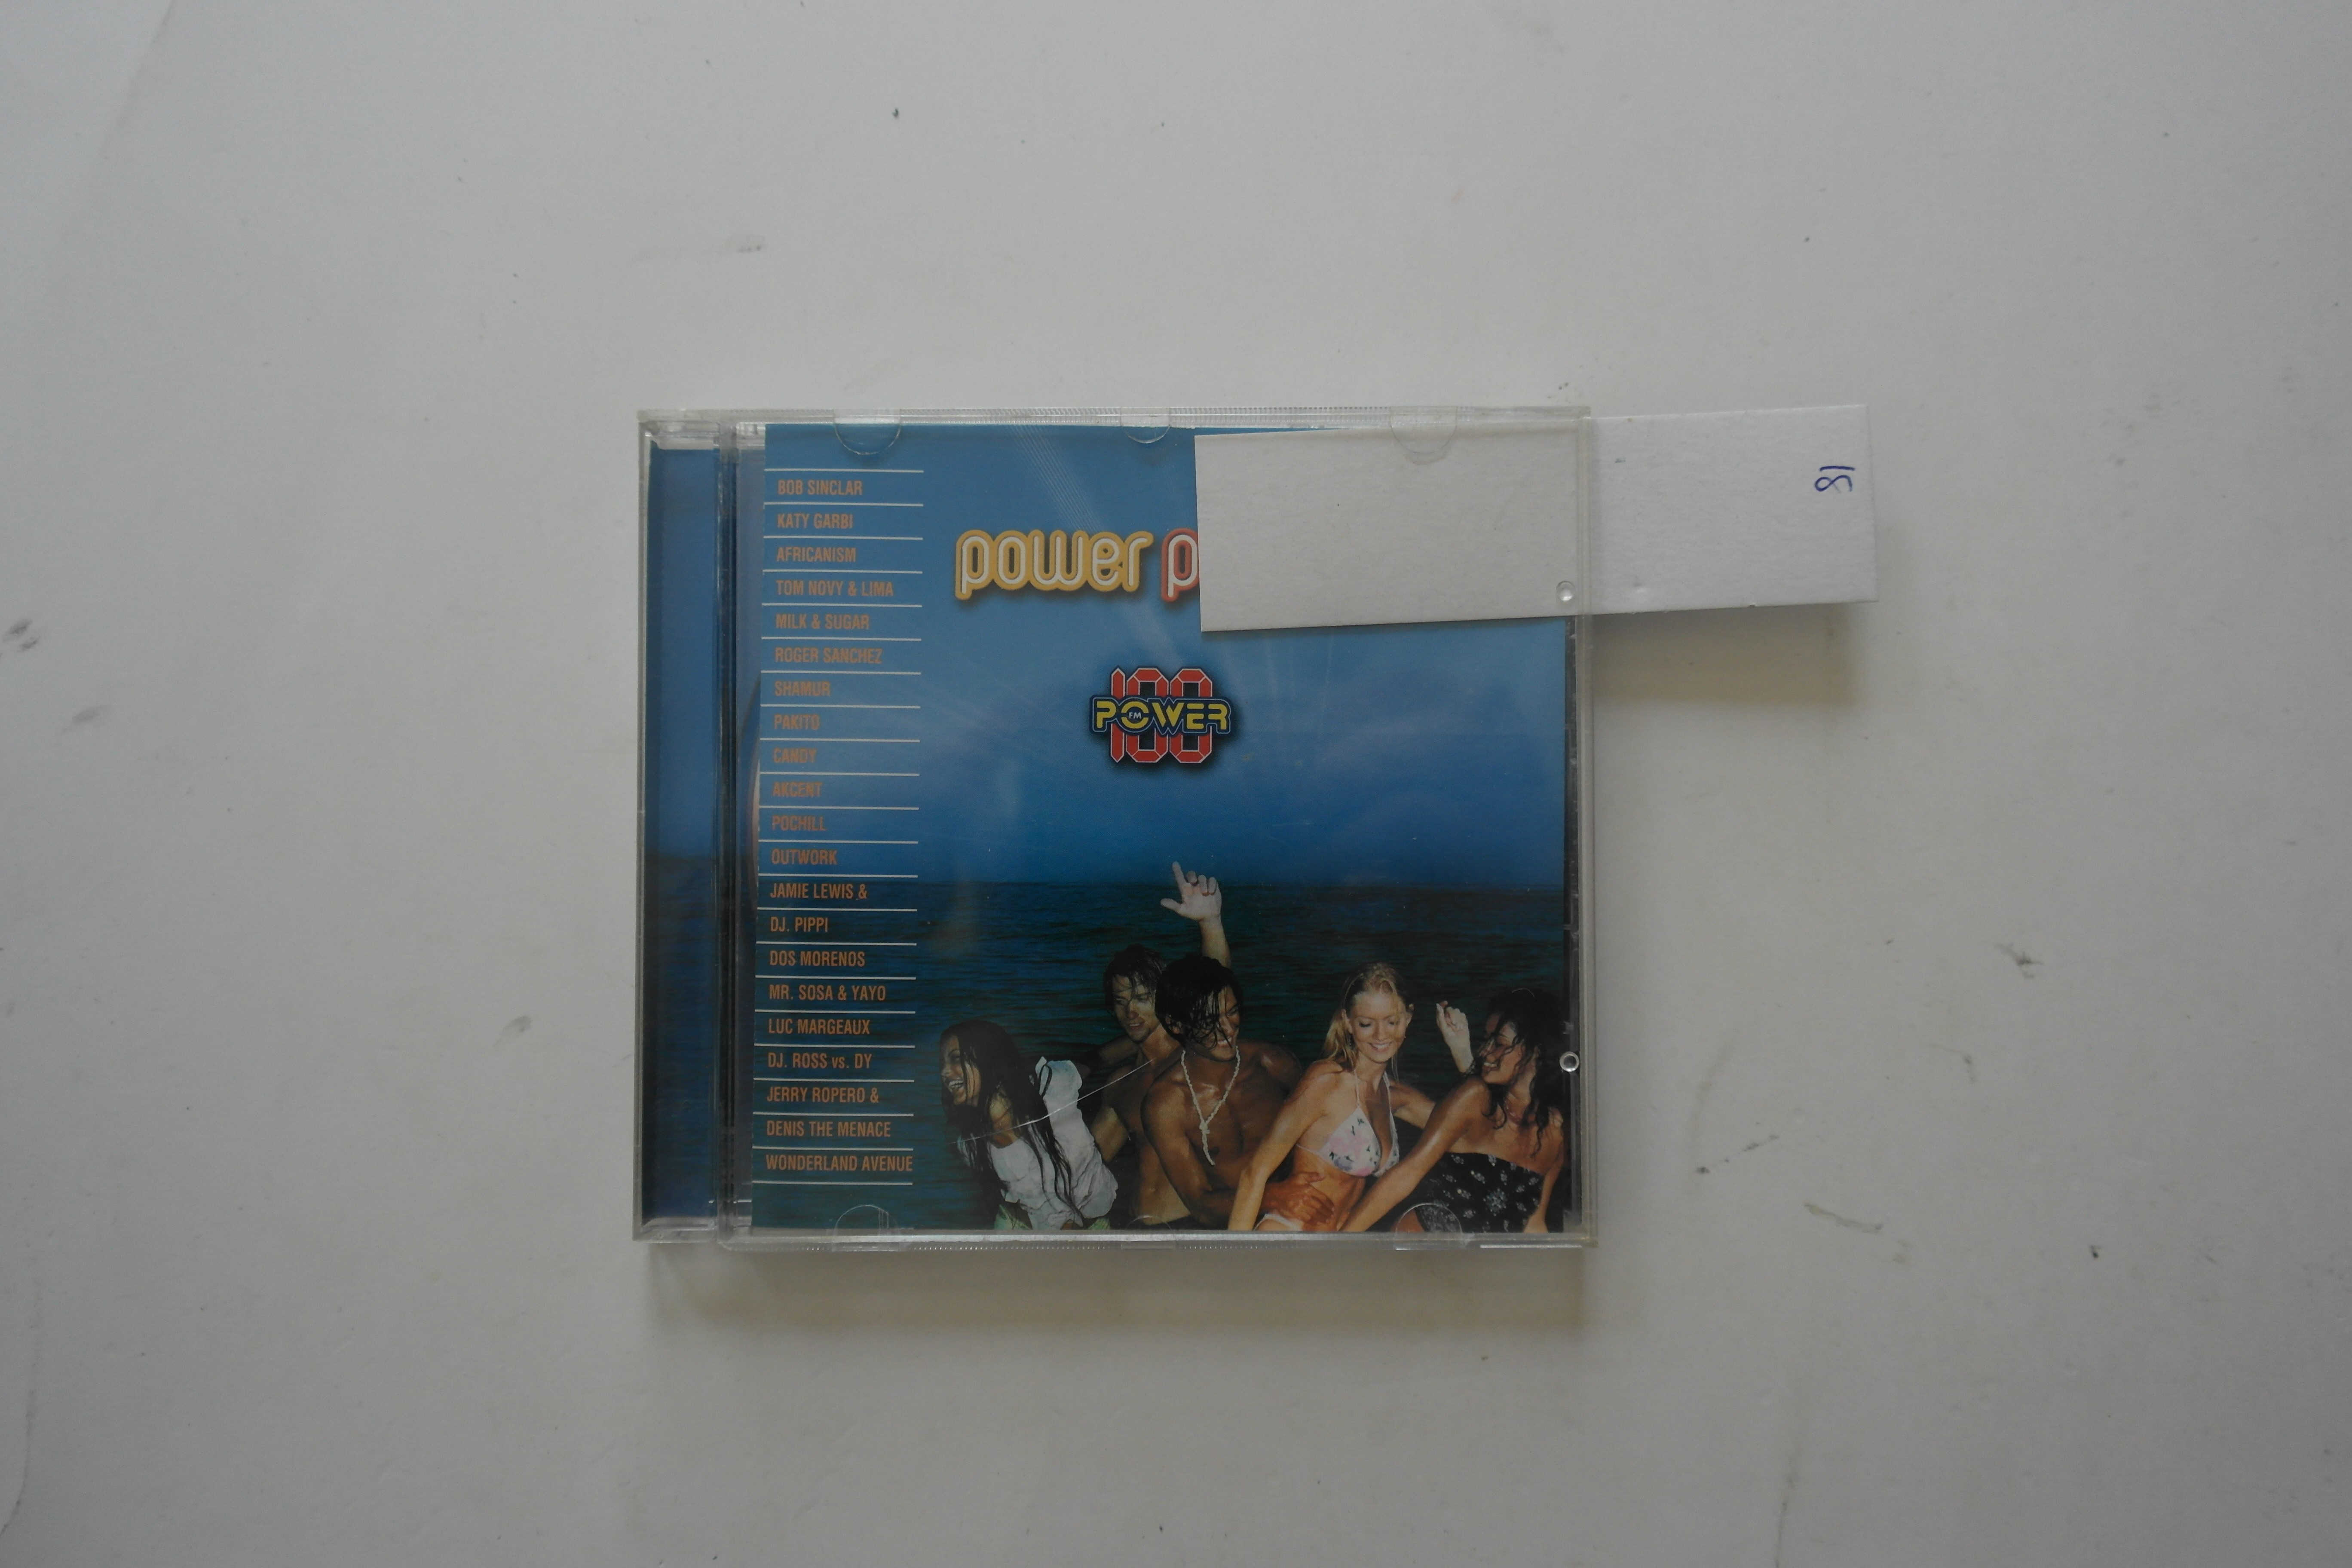 BOB SINCLAR
KATY GARBI
AFRICANISM
TOM NOVY & LIMA
MILK & SUGAR
ROGER SANCHEZ
SHAMUR
PAKITO
CANDY
AKCENT
POCHILL
OUTWORK
JAMIE LEWIS &
DJ. PIPPI
DOS MORENOS
MR. SOSA & YAYO
LUC MARGEAUX
DJ. ROSS vs. DY
JERRY ROPERO &
DENIS THE MENACE
WONDERLAND AVENUE
power p
100
POWER
FM
18